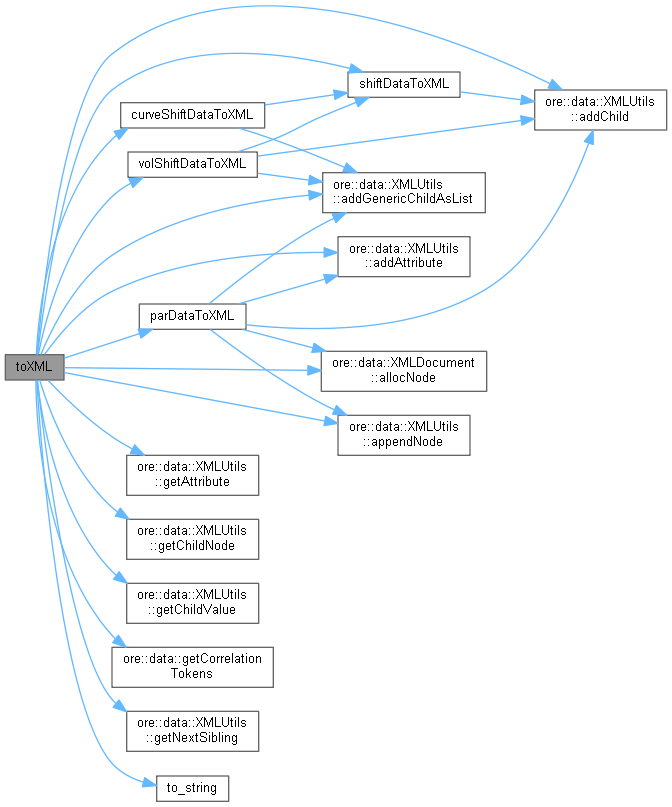 shiftDataToXML
ore::data::XMLUtils
::addChild
curveShiftDataToXML
volShiftDataToXML
ore::data::XMLUtils
::addGenericChildAsList
ore::data::XMLUtils
::addAttribute
parDataToXML
toXML
ore::data::XMLDocument
::allocNode
ore::data::XMLUtils
::appendNode
ore::data::XMLUtils
::getAttribute
ore::data::XMLUtils
::getChildNode
ore::data::XMLUtils
::getChildValue
ore::data::getCorrelation
Tokens
ore::data::XMLUtils
::getNextSibling
to_string